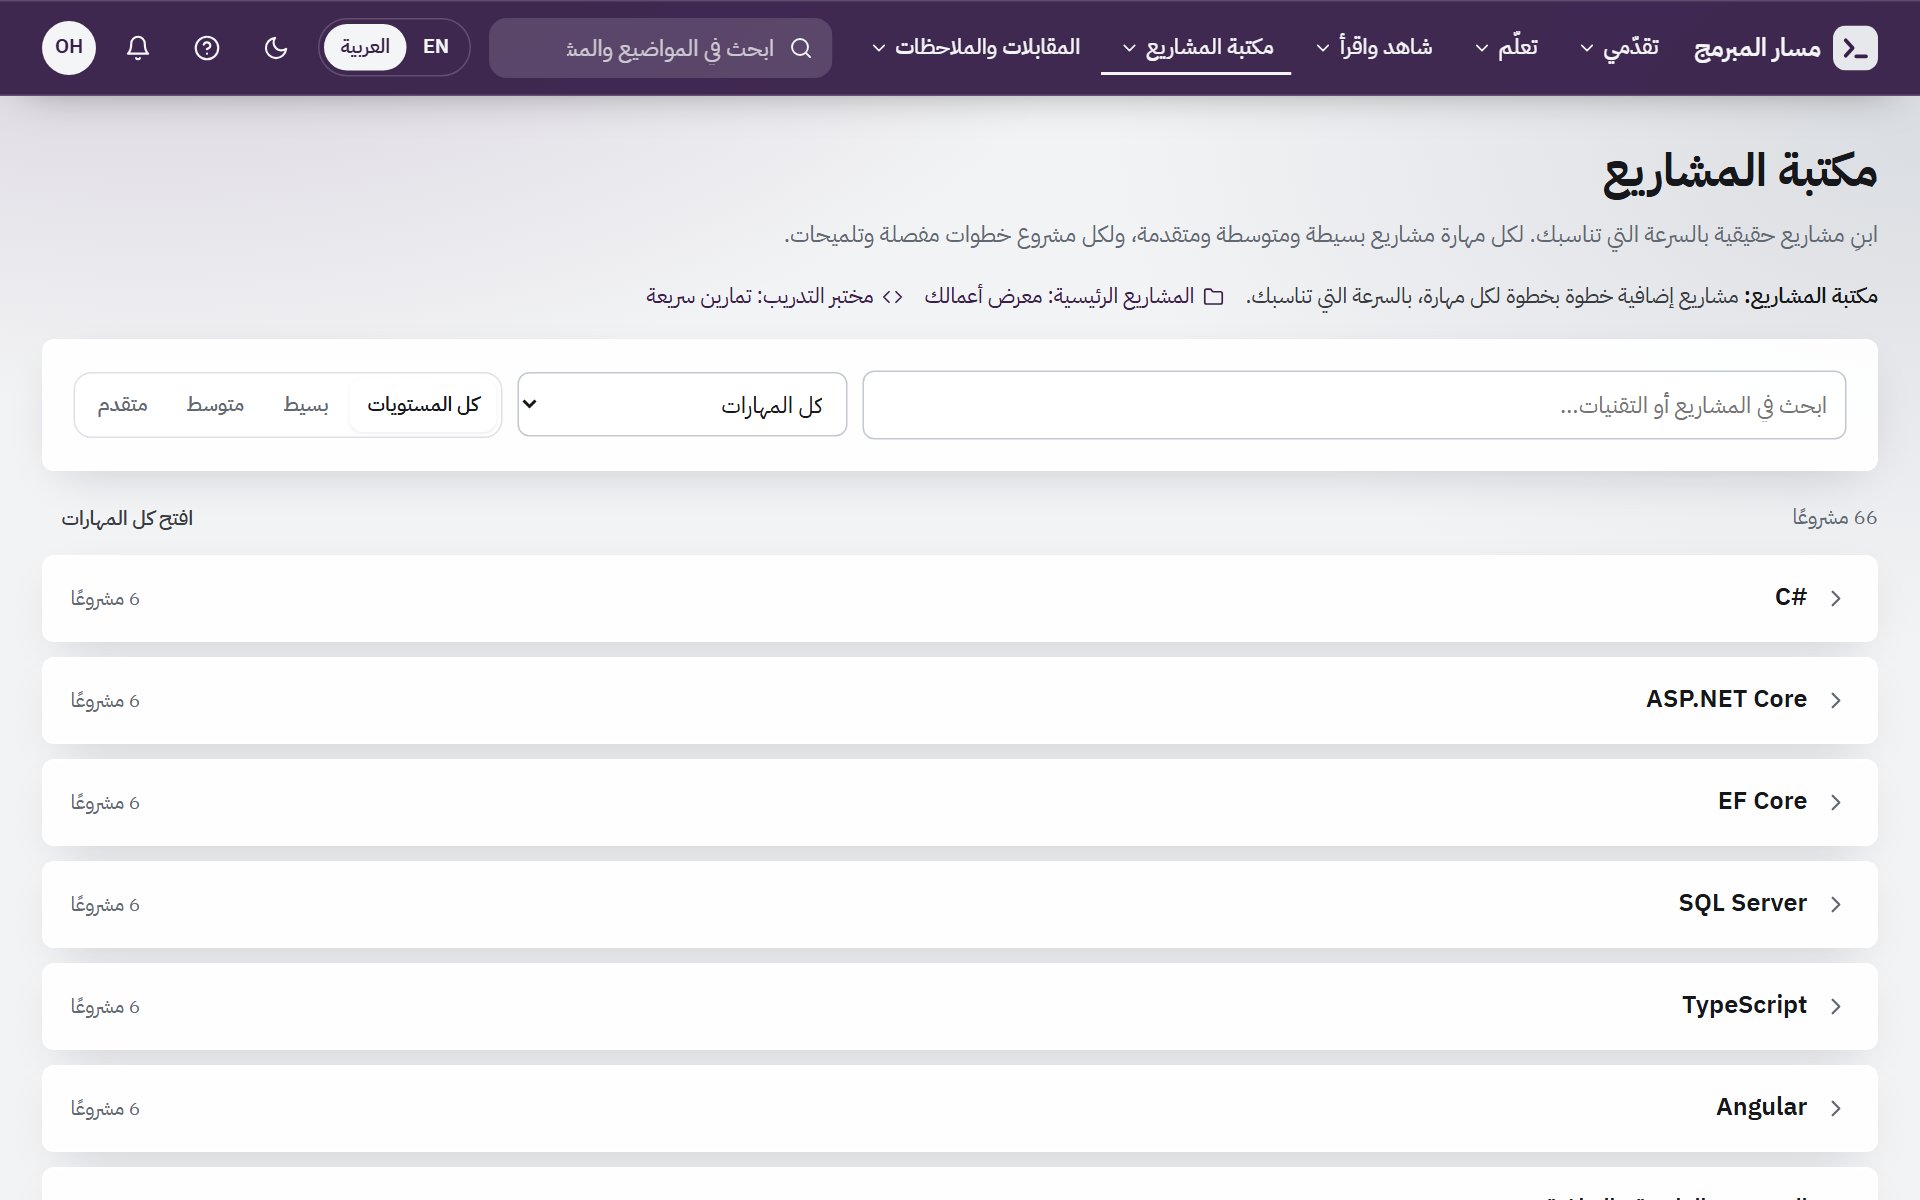 مسار المبرمج
تقدّمي
تعلّم
شاهد واقرأ
مكتبة المشاريع
المقابلات والملاحظات
ابحث في المواضيع والمش
EN
العربية
OH
مكتبة المشاريع
ابنِ مشاريع حقيقية بالسرعة التي تناسبك. لكل مهارة مشاريع بسيطة ومتوسطة ومتقدمة، ولكل مشروع خطوات مفصلة وتلميحات.
مكتبة المشاريع: مشاريع إضافية خطوة بخطوة لكل مهارة، بالسرعة التي تناسبك. المشاريع الرئيسية: معرض أعمالك مختبر التدريب: تمارين سريعة
ابحث في المشاريع أو التقنيات...
كل المهارات
كل المستويات
بسيط
متوسط
متقدم
66 مشروعًا
افتح كل المهارات
C#
6 مشروعًا
ASP.NET Core
6 مشروعًا
EF Core
6 مشروعًا
SQL Server
6 مشروعًا
TypeScript
6 مشروعًا
Angular
6 مشروعًا